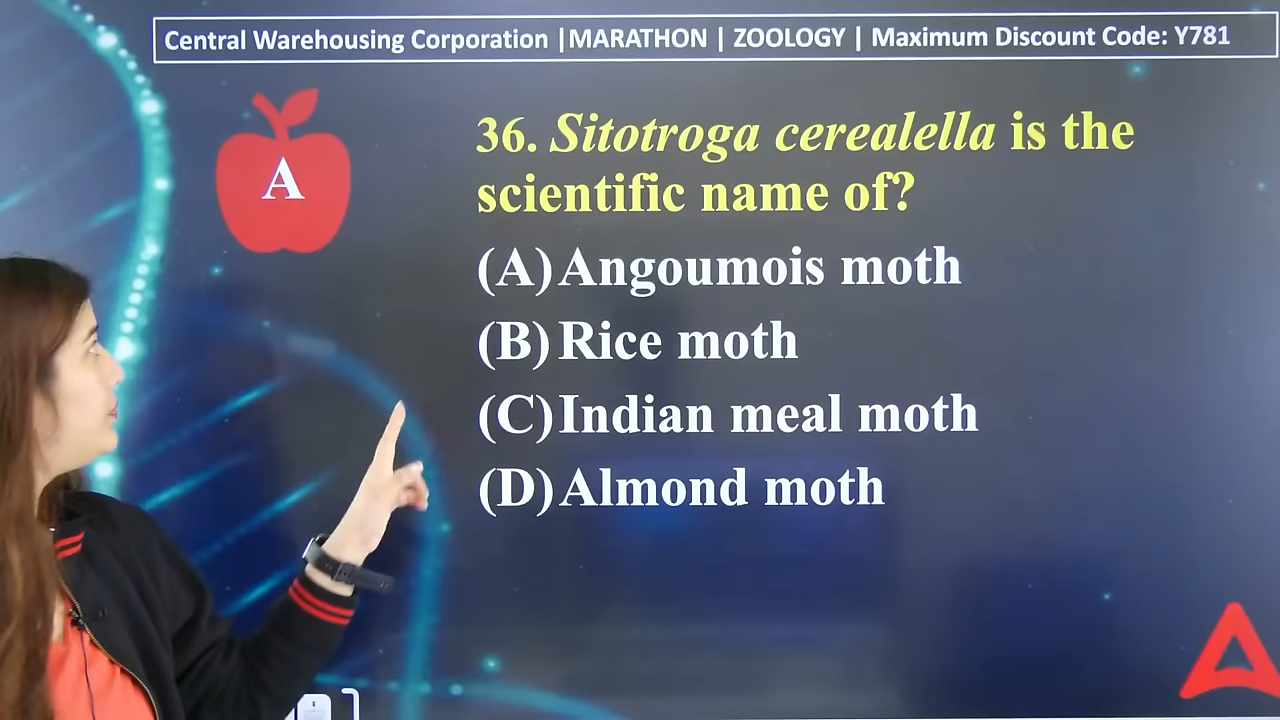 Central Warehousing Corporation |MARATHON | ZOOLOGY | Maximum Discount Code: Y781
A
36. Sitotroga cerealella is the
scientific name of?
(A) Angoumois moth
(B) Rice moth
(C) Indian meal moth
(D) Almond moth